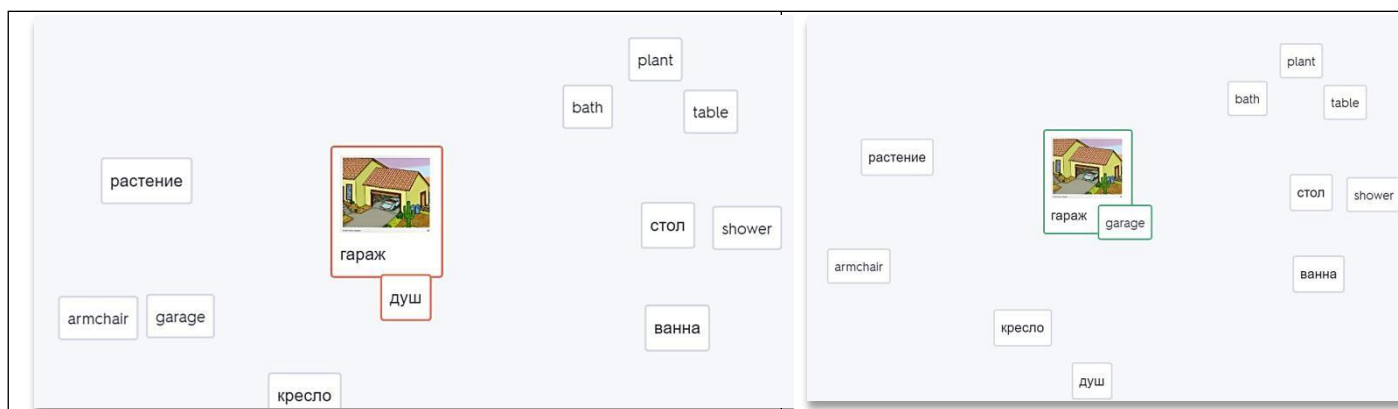 plant
bath
table
растение
гараж
стол
shower
душ
armchair
garage
ванна
кресло
plant
bath
table
растение
стол
shower
гараж
garage
armchair
ванна
кресло
душ